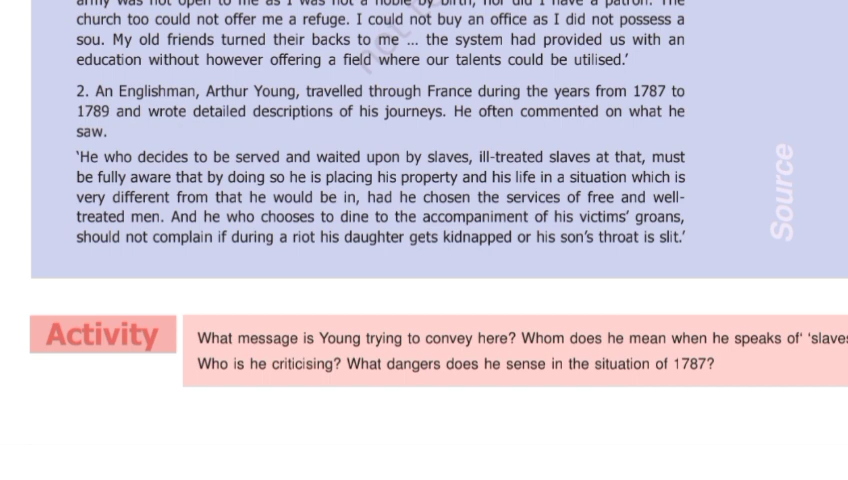 army was not open to me as I was not a noble by birth, nor did I have a patron. The
church too could not offer me a refuge. I could not buy an office as I did not possess a
sou. My old friends turned their backs to me ... the system had provided us with an
education without however offering a field where our talents could be utilised.’
2. An Englishman, Arthur Young, travelled through France during the years from 1787 to
1789 and wrote detailed descriptions of his journeys. He often commented on what he
saw.
‘He who decides to be served and waited upon by slaves, ill-treated slaves at that, must
be fully aware that by doing so he is placing his property and his life in a situation which is
very different from that he would be in, had he chosen the services of free and well-
treated men. And he who chooses to dine to the accompaniment of his victims’ groans,
should not complain if during a riot his daughter gets kidnapped or his son’s throat is slit.’
Source
Activity
What message is Young trying to convey here? Whom does he mean when he speaks of‘ ‘slaves
Who is he criticising? What dangers does he sense in the situation of 1787?